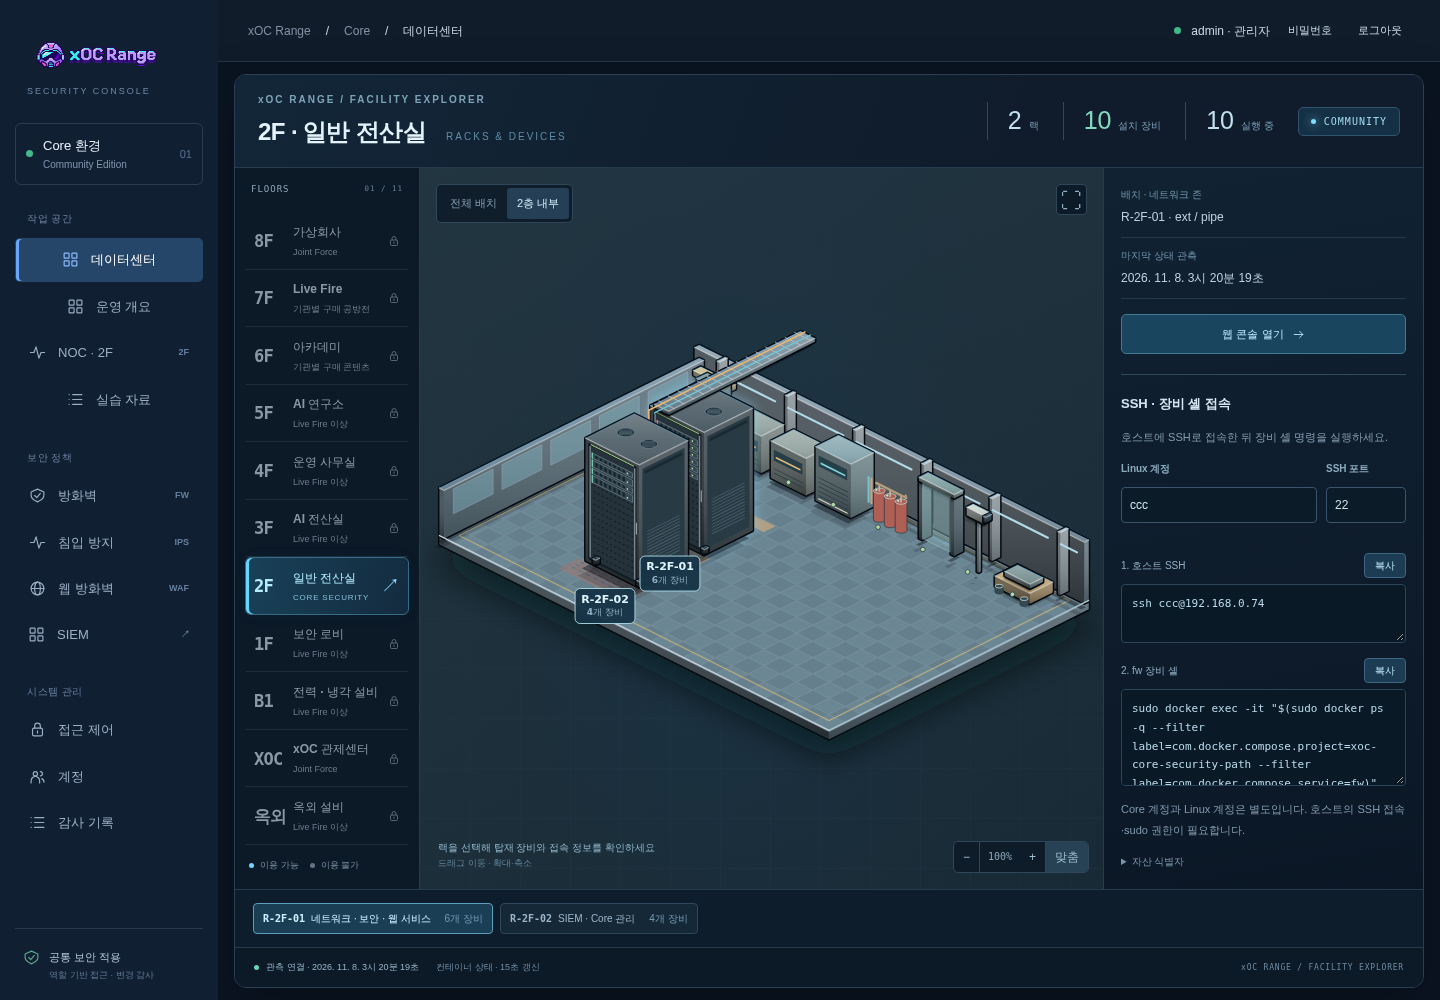 xOC Range
SECURITY CONSOLE
Core 환경
Community Edition
01
작업 공간
데이터센터
운영 개요
NOC · 2F
2F
실습 자료
보안 정책
방화벽
FW
침입 방지
IPS
웹 방화벽
WAF
SIEM
시스템 관리
접근 제어
계정
감사 기록
공통 보안 적용
역할 기반 접근 · 변경 감사
xOC Range / Core / 데이터센터
admin · 관리자
비밀번호
로그아웃
xOC RANGE / FACILITY EXPLORER
2F · 일반 전산실
RACKS & DEVICES
2 랙
10 설치 장비
10 실행 중
COMMUNITY
FLOORS
01 / 11
8F
가상회사
Joint Force
7F
Live Fire
기관별 구매 공방전
6F
아카데미
기관별 구매 콘텐츠
5F
AI 연구소
Live Fire 이상
4F
운영 사무실
Live Fire 이상
3F
AI 전산실
Live Fire 이상
2F
일반 전산실
CORE SECURITY
1F
보안 로비
Live Fire 이상
B1
전력 · 냉각 설비
Live Fire 이상
XOC
xOC 관제센터
Joint Force
옥외
옥외 설비
Live Fire 이상
이용 가능
이용 불가
전체 배치
2층 내부
R-2F-01
6개 장비
R-2F-02
4개 장비
랙을 선택해 탑재 장비와 접속 정보를 확인하세요
드래그 이동 · 확대·축소
− 100% + 맞춤
배치 · 네트워크 존
R-2F-01 · ext / pipe
마지막 상태 관측
2026. 11. 8. 3시 20분 19초
웹 콘솔 열기 →
SSH · 장비 셸 접속
호스트에 SSH로 접속한 뒤 장비 셸 명령을 실행하세요.
Linux 계정
SSH 포트
ccc
22
1. 호스트 SSH
복사
ssh ccc@192.168.0.74
2. fw 장비 셸
복사
sudo docker exec -it "$(sudo docker ps
-q --filter
label=com.docker.compose.project=xoc-
core-security-path --filter
label=com.docker.compose.service=fw)"
Core 계정과 Linux 계정은 별도입니다. 호스트의 SSH 접속
·sudo 권한이 필요합니다.
▶ 자산 식별자
R-2F-01 네트워크 · 보안 · 웹 서비스 6개 장비
R-2F-02 SIEM · Core 관리 4개 장비
관측 연결 · 2026. 11. 8. 3시 20분 19초
컨테이너 상태 · 15초 갱신
xOC RANGE / FACILITY EXPLORER